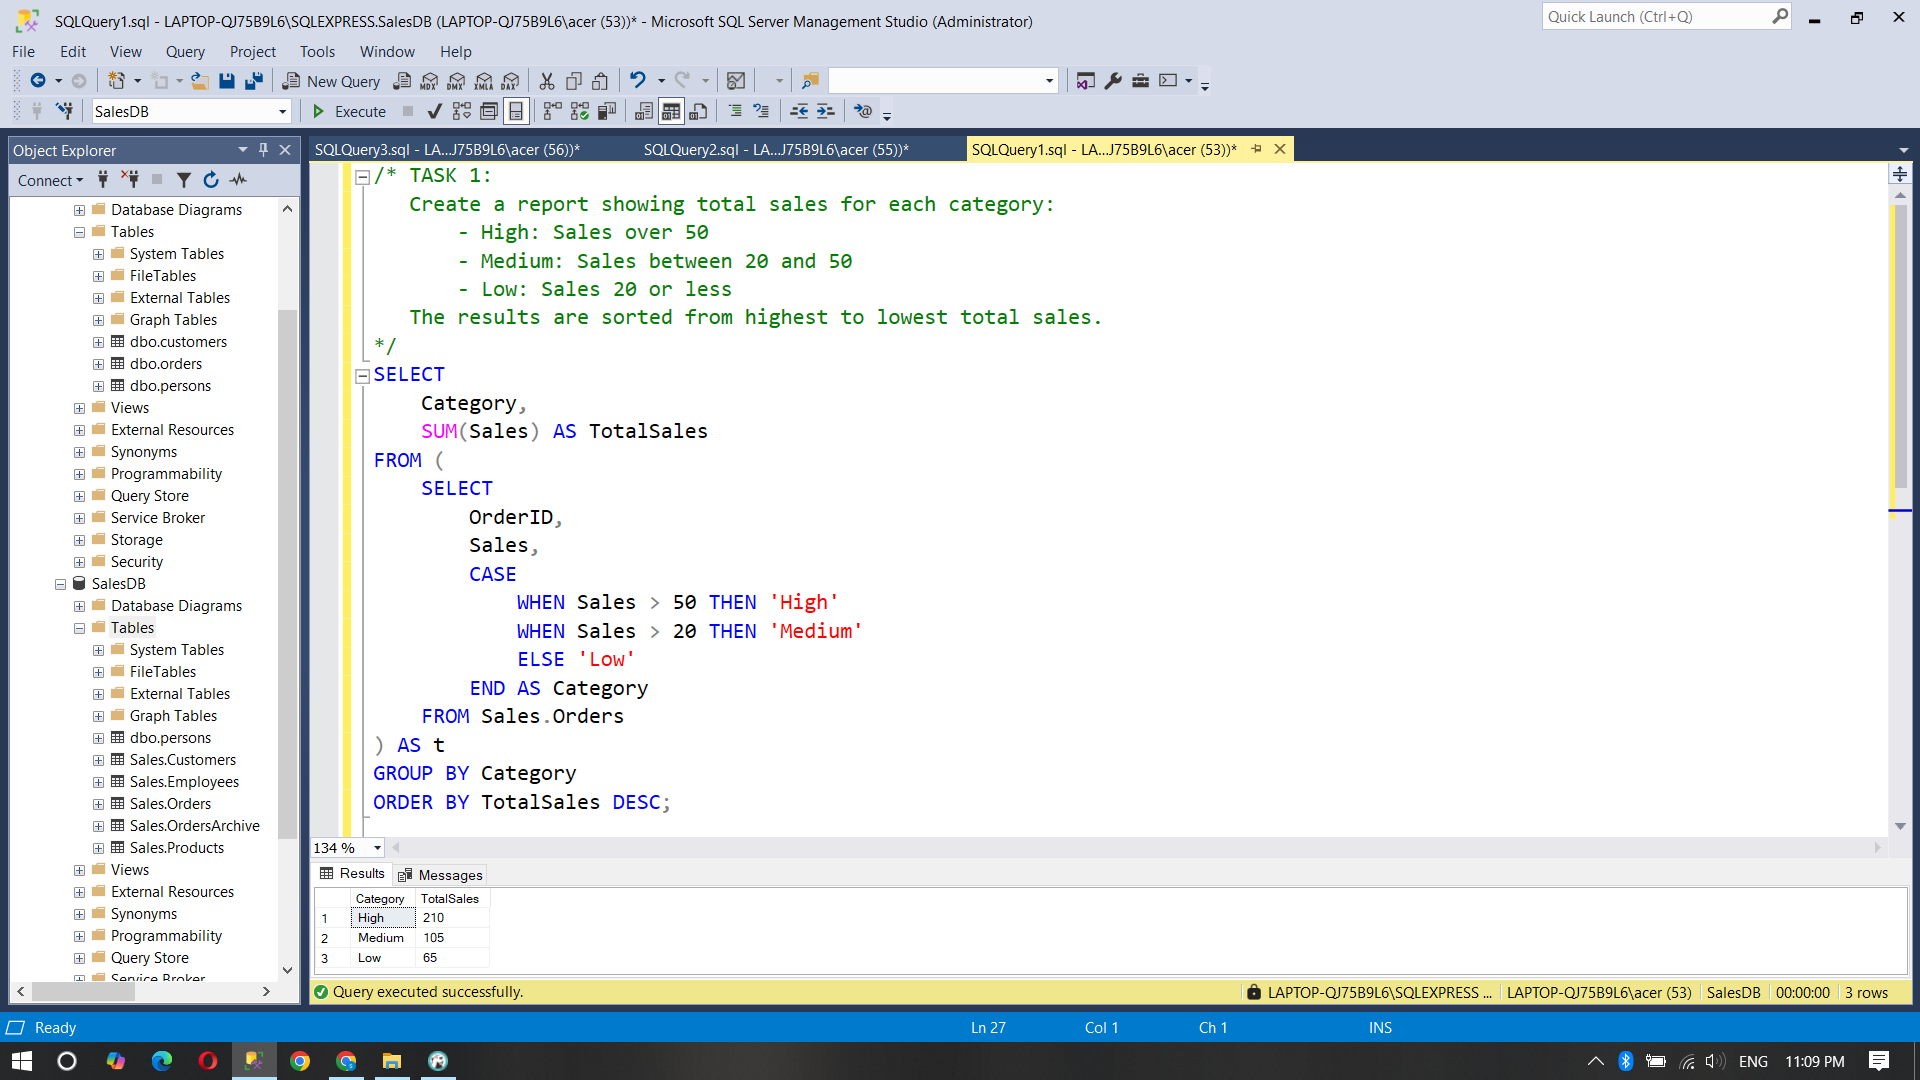 SQLQuery1.sql - LAPTOP-QJ75B9L6\SQLEXPRESS.SalesDB (LAPTOP-QJ75B9L6\acer (53))* - Microsoft SQL Server Management Studio (Administrator)
Quick Launch (Ctrl+Q)
File Edit View Query Project Tools Window Help
New Query MDX DMX XMLA DAX
SalesDB Execute
Object Explorer
SQLQuery3.sql - LA...J75B9L6\acer (56))* SQLQuery2.sql - LA...J75B9L6\acer (55))* SQLQuery1.sql - LA...J75B9L6\acer (53))*
Connect
Database Diagrams
Tables
System Tables
FileTables
External Tables
Graph Tables
dbo.customers
dbo.orders
dbo.persons
Views
External Resources
Synonyms
Programmability
Query Store
Service Broker
Storage
Security
SalesDB
Database Diagrams
Tables
System Tables
FileTables
External Tables
Graph Tables
dbo.persons
Sales.Customers
Sales.Employees
Sales.Orders
Sales.OrdersArchive
Sales.Products
Views
External Resources
Synonyms
Programmability
Query Store
Service Broker
/* TASK 1:
Create a report showing total sales for each category:
- High: Sales over 50
- Medium: Sales between 20 and 50
- Low: Sales 20 or less
The results are sorted from highest to lowest total sales.
*/
SELECT
Category,
SUM(Sales) AS TotalSales
FROM (
SELECT
OrderID,
Sales,
CASE
WHEN Sales > 50 THEN 'High'
WHEN Sales > 20 THEN 'Medium'
ELSE 'Low'
END AS Category
FROM Sales.Orders
) AS t
GROUP BY Category
ORDER BY TotalSales DESC;
134 %
Results Messages
Category TotalSales
1 High 210
2 Medium 105
3 Low 65
Query executed successfully. LAPTOP-QJ75B9L6\SQLEXPRESS ... LAPTOP-QJ75B9L6\acer (53) SalesDB 00:00:00 3 rows
Ready Ln 27 Col 1 Ch 1 INS
ENG 11:09 PM